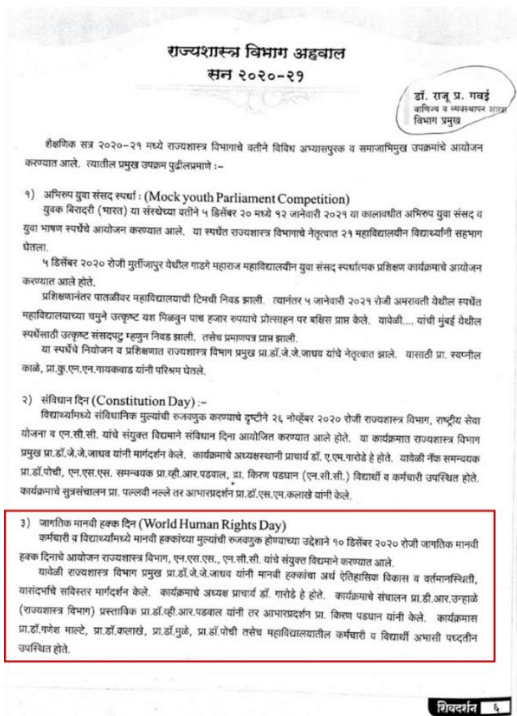 राज्यशास्त्र विभाग अहवाल
सन २०२०-२१
डॉ. राजू प्र. गवई
वाणिज्य व व्यवस्थापन शाखा
विभाग प्रमुख
शैक्षणिक सत्र २०२०-२१ मध्ये राज्यशास्त्र विभागाचे वतीने विविध अभ्यासपुरक व समाजाभिमुख उपक्रमांचे आयोजन
करण्यात आले. त्यातील प्रमुख उपक्रम पुढीलप्रमाणे :–
१) अभिरुप युवा संसद स्पर्धा : (Mock youth Parliament Competition)
युवक बिरादरी (भारत) या संस्थेच्या वतीने ५ डिसेंबर २० मध्ये १२ जानेवारी २०२१ या कालावधीत अभिरुप युवा संसद व
युवा भाषण स्पर्धेचे आयोजन करण्यात आले. या स्पर्धेत राज्यशास्त्र विभागाचे नेतृत्वात २१ महाविद्यालयीन विद्यार्थ्यांनी सहभाग
घेतला.
५ डिसेंबर २०२० रोजी मुर्तीजापुर येथील गाडगे महाराज महाविद्यालयीन युवा संसद स्पर्धात्मक प्रशिक्षण कार्यक्रमाचे आयोजन
करण्यात आले होते.
प्रशिक्षणानंतर पातळीवर महाविद्यालयाची टिमची निवड झाली. त्यानंतर ५ जानेवारी २०२१ रोजी अमरावती येथील स्पर्धेत
महाविद्यालयाच्या चमुने उत्कृष्ट यश मिळवुन पाच हजार रुपयाचे प्रोत्साहन पर बक्षिस प्राप्त केले. यावेळी.... यांची मुंबई येथील
स्पर्धेसाठी उत्कृष्ट संसदपटु म्हणुन निवड झाली. तसेच प्रमाणपत्र प्राप्त झाली.
या स्पर्धेचे नियोजन व प्रशिक्षणात राज्यशास्त्र विभाग प्रमुख प्रा.डॉ.जे.जे.जाधव यांचे नेतृत्वात झाले. यासाठी प्रा. स्वप्नील
काळे, प्रा.कु.एन.एन.गायकवाड यांनी परिश्रम घेतले.
२) संविधान दिन (Constitution Day) :–
विद्यार्थ्यांमध्ये संविधानिक मुल्यांची रुजवणुक करण्याचे दृष्टीने २६ नोव्हेंबर २०२० रोजी राज्यशास्त्र विभाग, राष्ट्रीय सेवा
योजना व एन.सी.सी. यांचे संयुक्त विद्यमाने संविधान दिना आयोजित करण्यात आले होते. या कार्यक्रमात राज्यशास्त्र विभाग
प्रमुख प्रा.डॉ.जे.जे.जाधव यांनी मार्गदर्शन केले. कार्यक्रमाचे अध्यक्षस्थानी प्राचार्य डॉ. ए.एम.गारोडे हे होते. यावेळी नॅक समन्वयक
प्रा.डॉ.पोची, एन.एस.एस. समन्वयक प्रा.व्ही.आर.पडवाल, प्रा. किरण पडघान (एन.सी.सी.) विद्यार्थी व कर्मचारी उपस्थित होते.
कार्यक्रमाचे सुत्रसंचालन प्रा. पल्लवी नल्ले तर आभारप्रदर्शन प्रा.डॉ.एस.एम.कलाखे यांनी केले.
३) जागतिक मानवी हक्क दिन (World Human Rights Day)
कर्मचारी व विद्यार्थ्यांमध्ये मानवी हक्कांच्या मुल्यांची रुजवणुक होण्याच्या उद्देशाने १० डिसेंबर २०२० रोजी जागतिक मानवी
हक्क दिनाचे आयोजन राज्यशास्त्र विभाग, एन.एस.एस., एन.सी.सी. यांचे संयुक्त विद्यमाने करण्यात आले.
यावेळी राज्यशास्त्र विभाग प्रमुख प्रा.डॉ.जे.जे.जाधव यांनी मानवी हक्कांचा अर्थ ऐतिहासिक विकास व वर्तमानस्थिती,
यासंदर्भाचे सविस्तर मार्गदर्शन केले. कार्यक्रमाचे अध्यक्ष प्राचार्य डॉ. गारोडे हे होते. कार्यक्रमाचे संचालन प्रा.डी.आर.उन्हाळे
(राज्यशास्त्र विभाग) प्रस्ताविक प्रा.डॉ.व्ही.आर.पडवाल यांनी तर आभारप्रदर्शन प्रा. किरण पडघान यांनी केले. कार्यक्रमास
प्रा.डॉ.गणेश माल्टे, प्रा.डॉ.कलाखे, प्रा.डॉ.मुळे, प्रा.डॉ.पोची तसेच महाविद्यालयातील कर्मचारी व विद्यार्थी अभासी पध्दतीन
उपस्थित होते.
शिवदर्शन ६